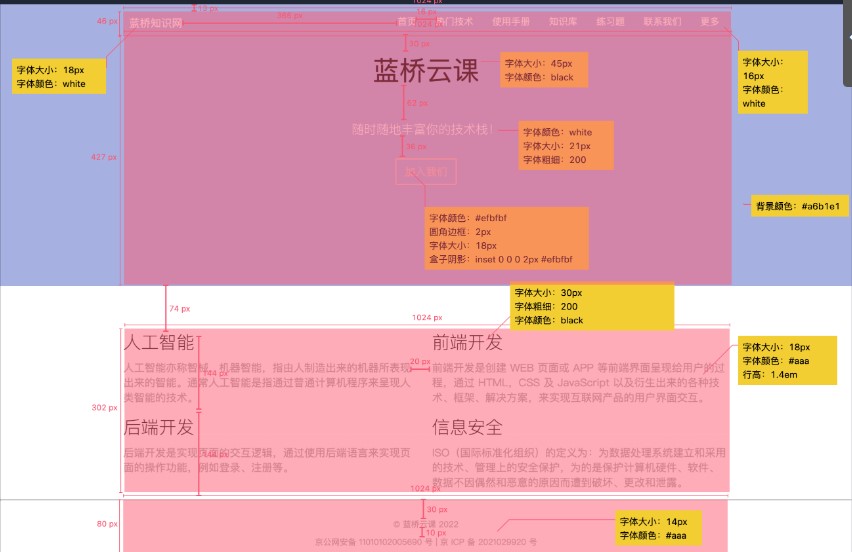 13 px
1024 px
46 px
蓝桥知识网
366 px
18 px
首页
热门技术
使用手册
知识库
练习题
联系我们
更多
30 px
字体大小：18px
字体颜色：white
蓝桥云课
字体大小：45px
字体颜色：black
字体大小：
16px
字体颜色：
white
53 px
随时随地丰富你的技术栈！
字体颜色：white
字体大小：21px
字体粗细：200
36 px
427 px
加入我们
背景颜色：#a6b1e1
字体颜色：#efbfbf
圆角边框：2px
字体大小：18px
盒子阴影：inset 0 0 0 2px #efbfbf
74 px
字体大小：30px
字体粗细：200
字体颜色：black
1024 px
人工智能
前端开发
字体大小：18px
字体颜色：#aaa
行高：1.4em
人工智能亦称智械、机器智能，指由人制造出来的机器所表现
出来的智能。通常人工智能是指通过普通计算机程序来呈现人
类智能的技术。
144 px
20 px
前端开发是创建 WEB 页面或 APP 等前端界面呈现给用户的过
程，通过 HTML、CSS 及 JavaScript 以及衍生出来的各种技
术、框架、解决方案，来实现互联网产品的用户界面交互。
302 px
后端开发
信息安全
后端开发是实现页面的交互逻辑，通过使用后端语言来实现页
面的操作功能，例如登录、注册等。
144 px
ISO（国际标准化组织）的定义为：为数据处理系统建立和采用
的技术、管理上的安全保护，为的是保护计算机硬件、软件、
数据不因偶然和恶意的原因而遭到破坏、更改和泄露。
1024 px
80 px
30 px
© 蓝桥云课 2022
10 px
京公网安备 11010102005690 号 | 京 ICP 备 2021029920 号
字体大小：14px
字体颜色：#aaa